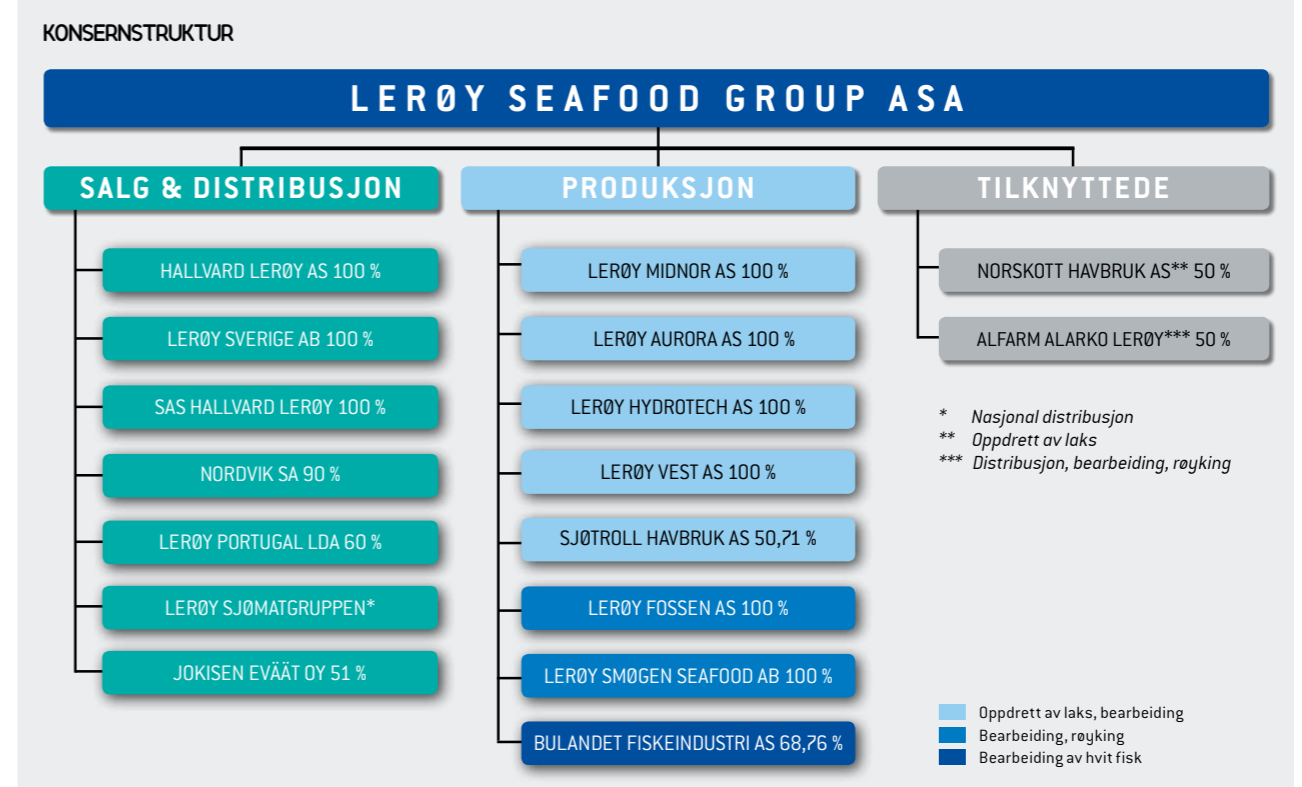 KONSERNSTRUKTUR
LERØY SEAFOOD GROUP ASA
SALG & DISTRIBUSJON
HALLVARD LERØY AS 100 %
LERØY SVERIGE AB 100 %
SAS HALLVARD LERØY 100 %
NORDVIK SA 90 %
LERØY PORTUGAL LDA 60 %
LERØY SJØMATGRUPPEN*
JOKISEN EVÄÄT OY 51 %
PRODUKSJON
LERØY MIDNOR AS 100 %
LERØY AURORA AS 100 %
LERØY HYDROTECH AS 100 %
LERØY VEST AS 100 %
SJØTROLL HAVBRUK AS 50,71 %
LERØY FOSSEN AS 100 %
LERØY SMØGEN SEAFOOD AB 100 %
BULANDET FISKEINDUSTRI AS 68,76 %
TILKNYTTEDE
NORSKOTT HAVBRUK AS** 50 %
ALFARM ALARKO LERØY*** 50 %
* Nasjonal distribusjon
** Oppdrett av laks
*** Distribusjon, bearbeiding, røyking
Oppdrett av laks, bearbeiding
Bearbeiding, røyking
Bearbeiding av hvit fisk